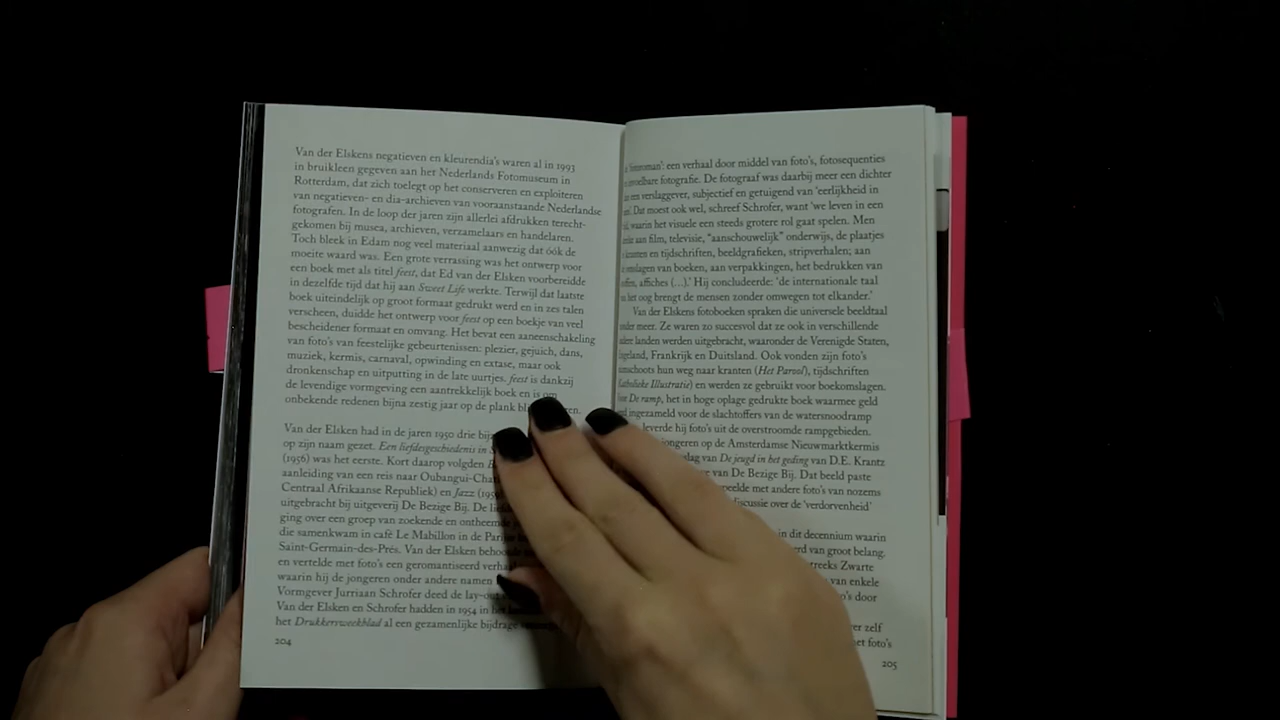 Van der Elskens negatieven en kleurendia's waren al in 1993
in bruikleen gegeven aan het Nederlands Fotomuseum in
Rotterdam, dat zich toelegt op het conserveren en exploiteren
van negatieven- en dia-archieven van vooraanstaande Nederlandse
fotografen. In de loop der jaren zijn allerlei afdrukken terecht-
gekomen bij musea, archieven, verzamelaars en handelaren.
Toch bleek in Edam nog veel materiaal aanwezig dat óók de
moeite waard was. Een grote verrassing was het ontwerp voor
een boek met als titel feest, dat Ed van der Elsken voorbereidde
in dezelfde tijd dat hij aan Sweet Life werkte. Terwijl dat laatste
boek uiteindelijk op groot formaat gedrukt werd en in zes talen
verscheen, duidde het ontwerp voor feest op een boekje van veel
bescheidener formaat en omvang. Het bevat een aaneenschakeling
van foto's van feestelijke gebeurtenissen: plezier, gejuich, dans,
muziek, kermis, carnaval, opwinding en extase, maar ook
dronkenschap en uitputting in de late uurtjes. feest is dankzij
de levendige vormgeving een aantrekkelijk boek en is om
onbekende redenen bijna zestig jaar op de plank
Van der Elsken had in de jaren 1950 drie
op zijn naam gezet. Een liefdesgeschiedenis in
(1956) was het eerste. Kort daarop volgden
aanleiding van een reis naar
Centraal Afrikaanse Republiek) en Jazz
uitgebracht bij uitgeverij De Bezige Bij. De
ging over een groep van zoekende en ontheemde
die samenkwam in café Le Mabillon in de
Saint-Germain-des-Prés. Van der Elsken
en vertelde met foto's een geromantiseerd
waarin hij de jongeren onder andere namen
Vormgever Jurriaan Schrofer deed de
Van der Elsken en Schrofer hadden in 1954 in het
het Drukkersweekblad al een gezamenlijke bijdrage
204
een verhaal door middel van foto's, fotosequenties
fotografie. De fotograaf was daarbij meer een dichter
een verslaggever, subjectief en getuigend van 'eerlijkheid in
Dat moest ook wel, schreef Schrofer, want 'we leven in een
waarin het visuele een steeds grotere rol gaat spelen. Men
aan film, televisie, "aanschouwelijk" onderwijs, de plaatjes
kranten en tijdschriften, beeldgrafieken, stripverhalen; aan
omslagen van boeken, aan verpakkingen, het bedrukken van
affiches (…).' Hij concludeerde: 'de internationale taal
het oog brengt de mensen zonder omwegen tot elkander.'
Van der Elskens fotoboeken spraken die universele beeldtaal
meer. Ze waren zo succesvol dat ze ook in verschillende
landen werden uitgebracht, waaronder de Verenigde Staten,
Frankrijk en Duitsland. Ook vonden zijn foto's
hun weg naar kranten (Het Parool), tijdschriften
Illustratie) en werden ze gebruikt voor boekomslagen.
De ramp, het in hoge oplage gedrukte boek waarmee geld
ingezameld voor de slachtoffers van de watersnoodramp
leverde hij foto's uit de overstroomde rampgebieden.
jongeren op de Amsterdamse Nieuwmarktkermis
van De jeugd in het geding van D.E. Krantz
van De Bezige Bij. Dat beeld paste
met andere foto's van nozems
discussie over de 'verdorvenheid'
in dit decennium waarin
van groot belang.
Zwarte
van enkele
door
zelf
foto's
205